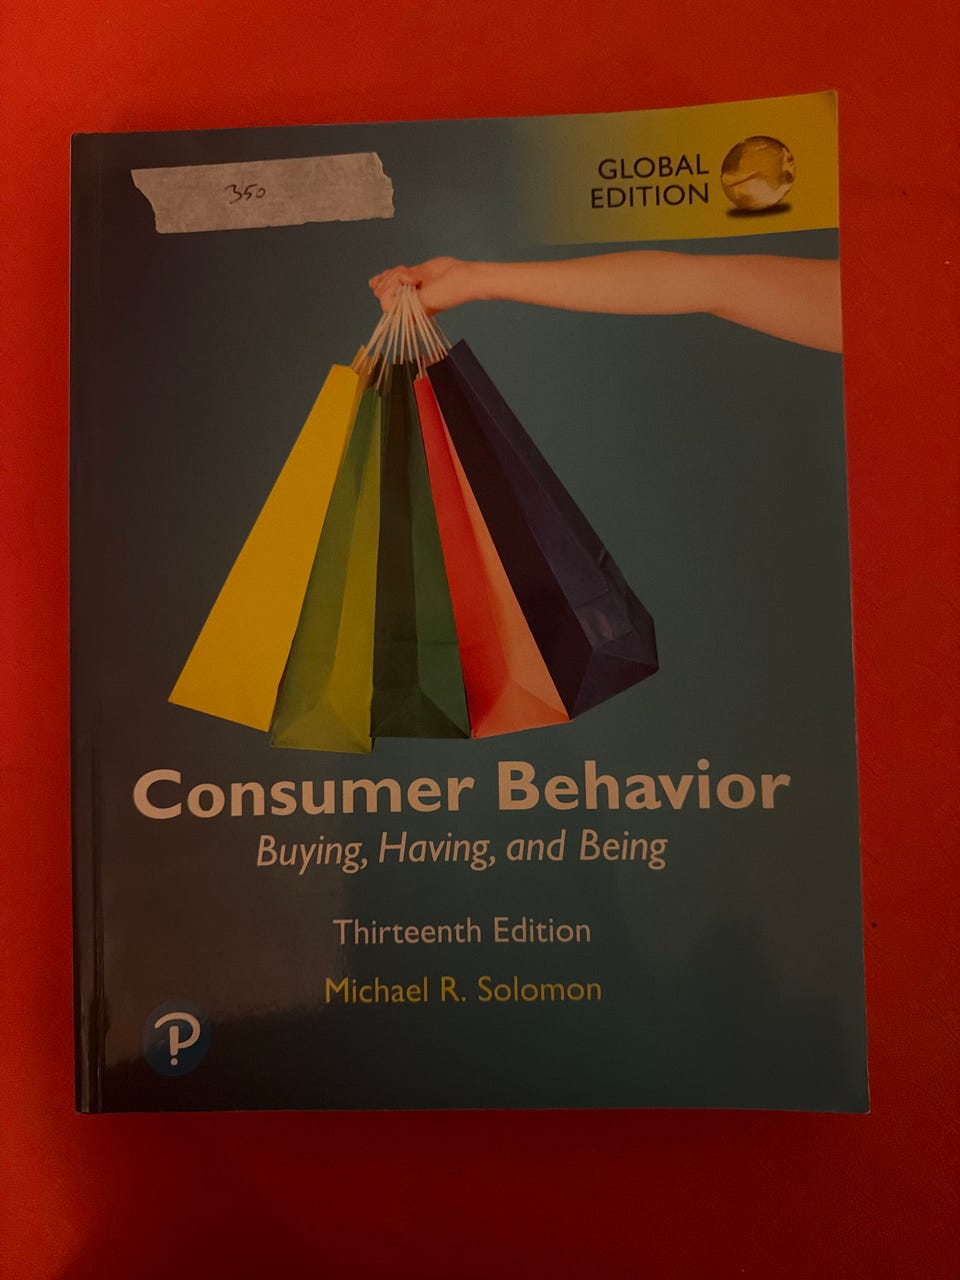 350
GLOBAL
EDITION
Consumer Behavior
Buying, Having, and Being
Thirteenth Edition
Michael R. Solomon
P